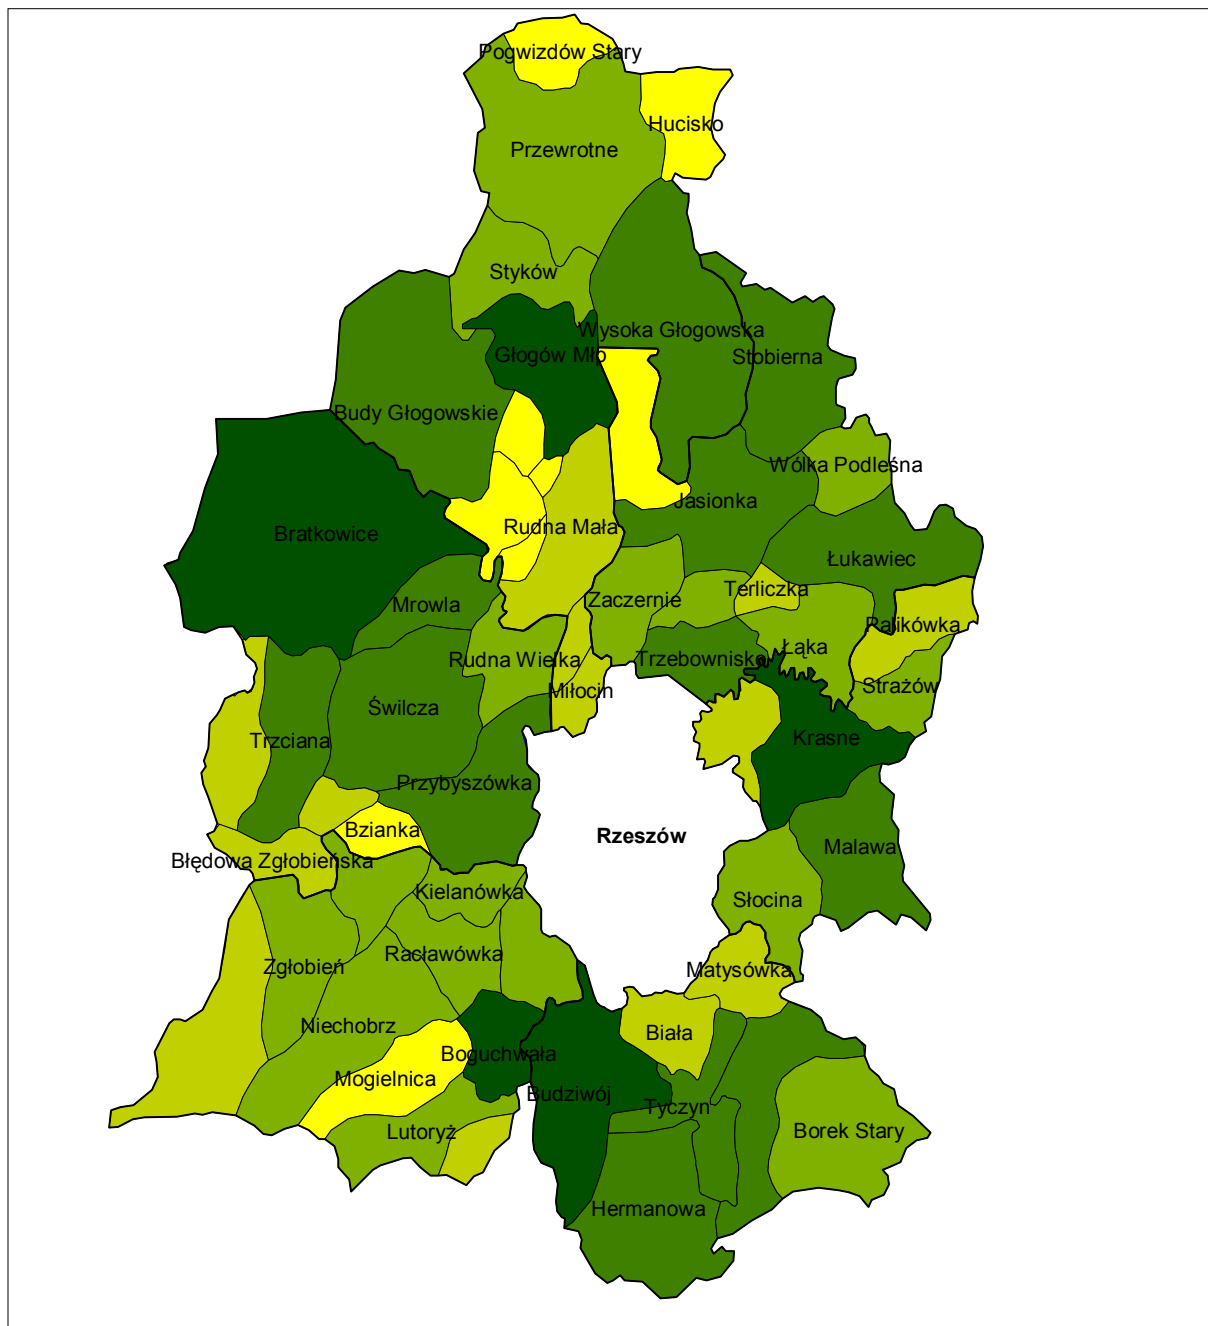 Pogwizdów Stary
Hucisko
Przewrotne
Styków
Wysoka Głogowska
Głogów Młp
Stobierna
Budy Głogowskie
Wólka Podleśna
Jasionka
Rudna Mała
Bratkowice
Łukawiec
Terliczka
Zaczernie
Mrowla
Palikówka
Łąka
Trzebownisko
Rudna Wielka
Strażów
Miłocin
Świlcza
Krasne
Trzciana
Przybyszówka
Bzianka
Rzeszów
Malawa
Błędowa Zgłobieńska
Kielanówka
Słocina
Racławówka
Zgłobień
Matysówka
Niechobrz
Biała
Boguchwała
Mogielnica
Budziwój
Tyczyn
Lutoryż
Borek Stary
Hermanowa